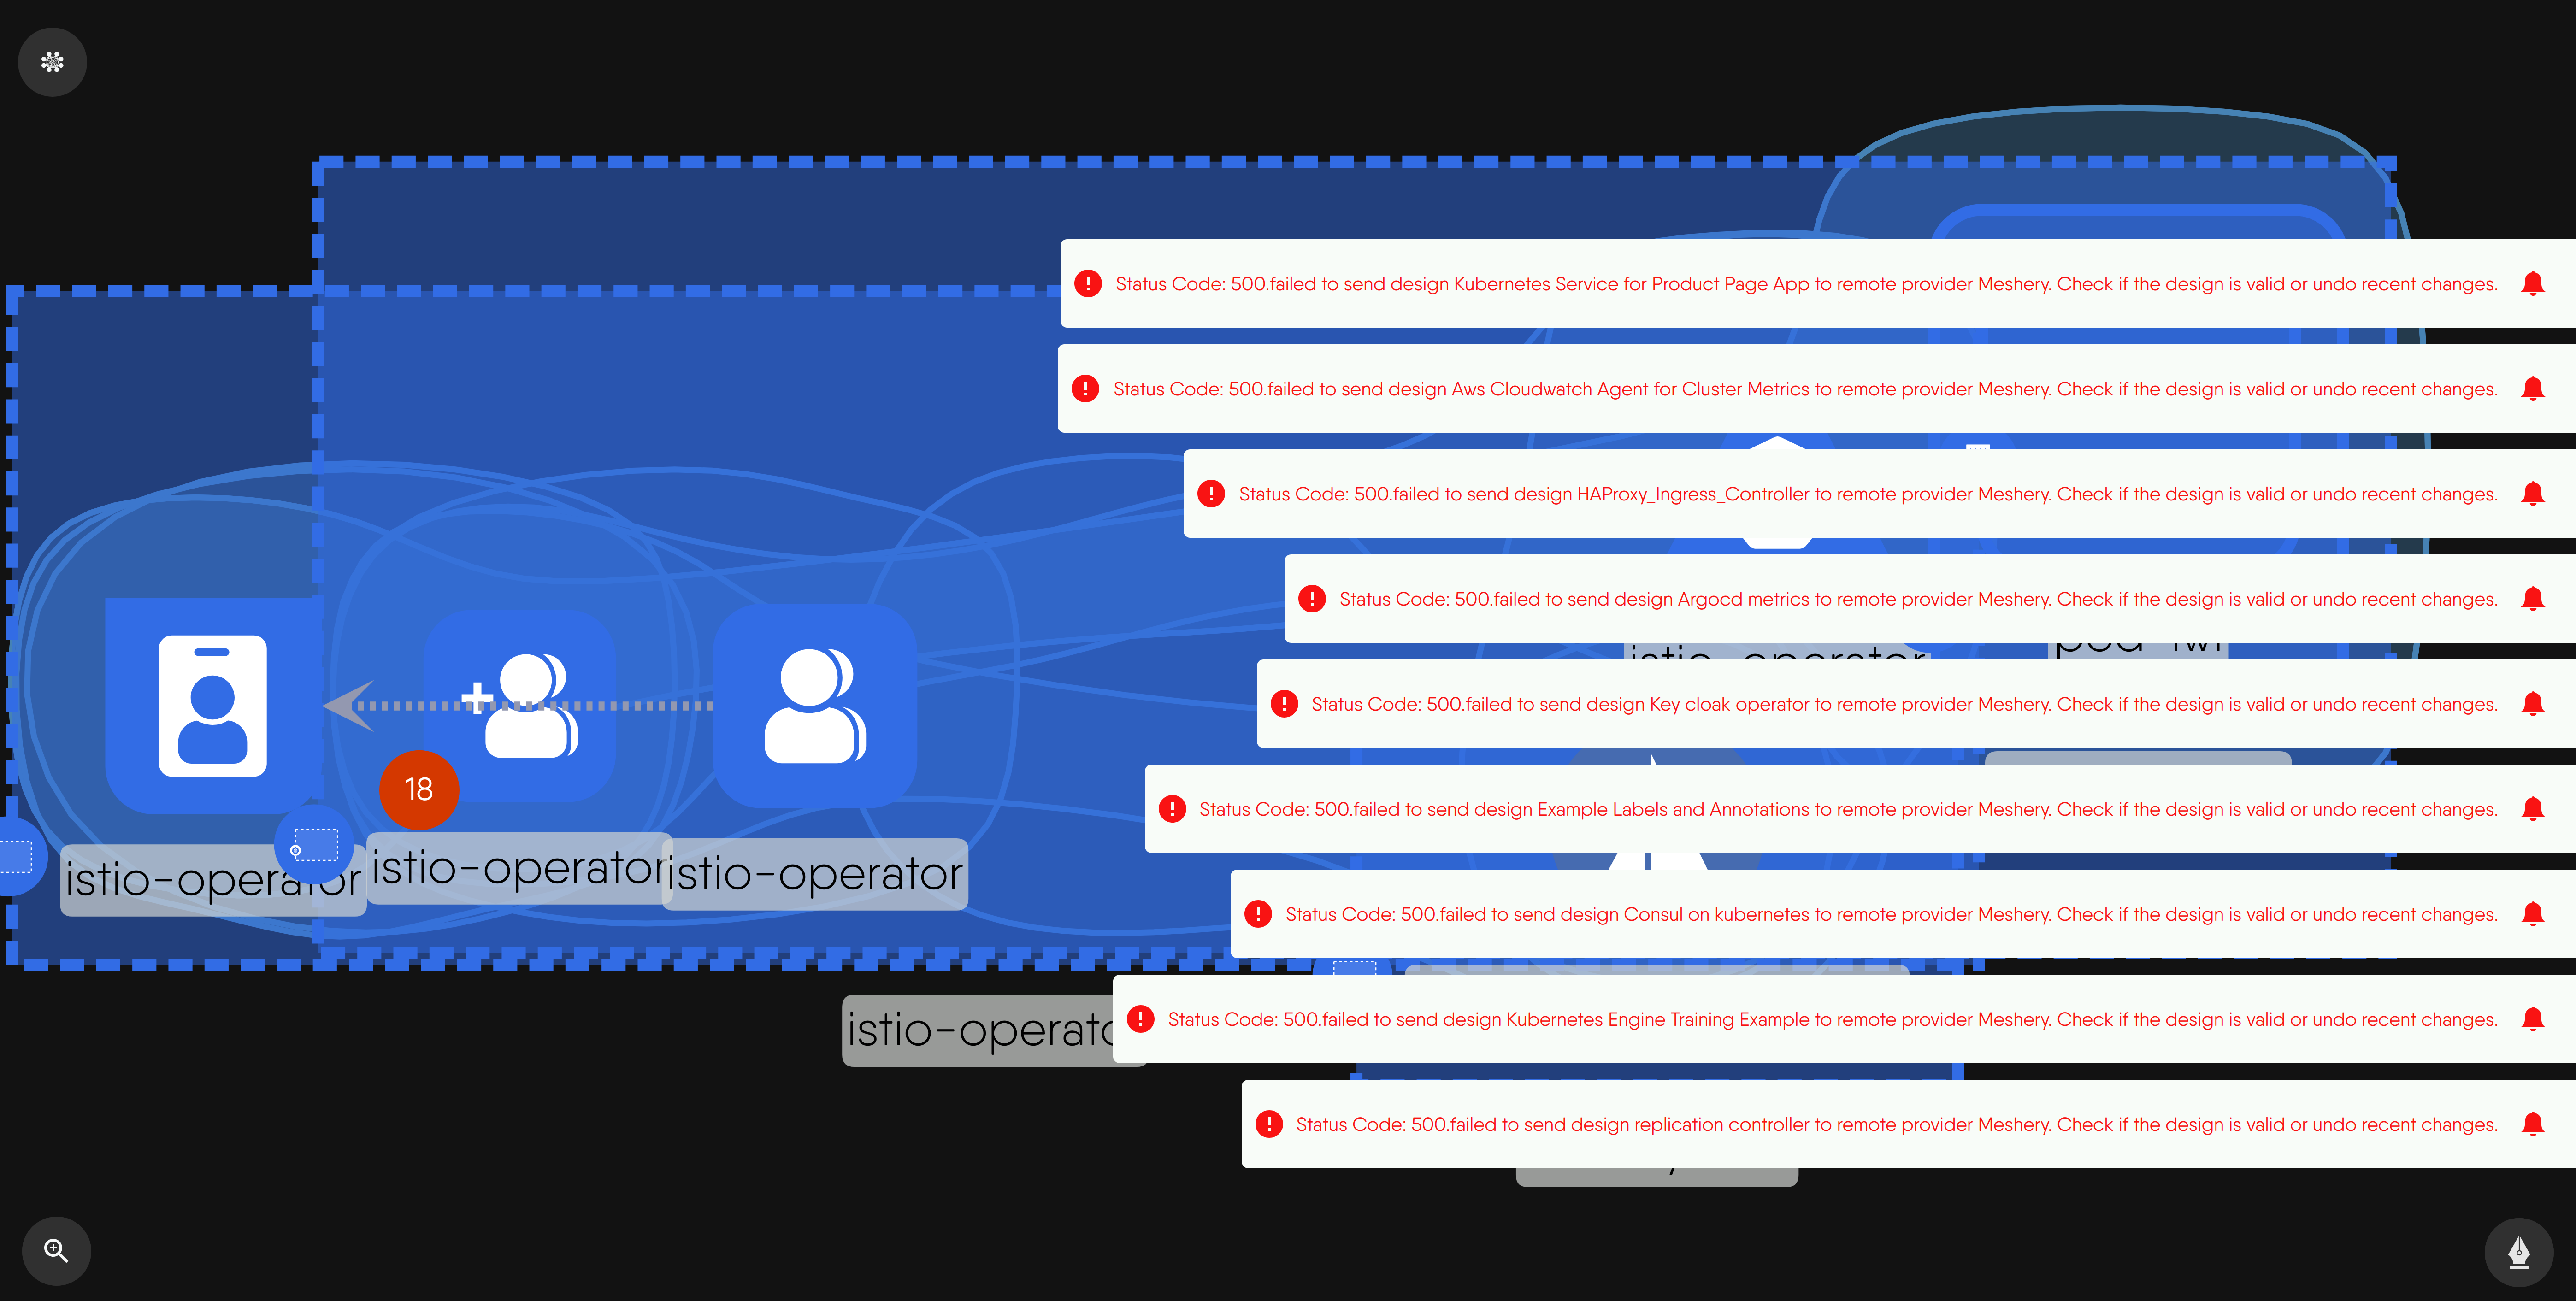 Status Code: 500.failed to send design Kubernetes Service for Product Page App to remote provider Meshery. Check if the design is valid or undo recent changes.
Status Code: 500.failed to send design Aws Cloudwatch Agent for Cluster Metrics to remote provider Meshery. Check if the design is valid or undo recent changes.
Status Code: 500.failed to send design HAProxy_Ingress_Controller to remote provider Meshery. Check if the design is valid or undo recent changes.
Status Code: 500.failed to send design Argocd metrics to remote provider Meshery. Check if the design is valid or undo recent changes.
istio-operator
Status Code: 500.failed to send design Key cloak operator to remote provider Meshery. Check if the design is valid or undo recent changes.
18
Status Code: 500.failed to send design Example Labels and Annotations to remote provider Meshery. Check if the design is valid or undo recent changes.
istio-operator
istio-operator
istio-operator
Status Code: 500.failed to send design Consul on kubernetes to remote provider Meshery. Check if the design is valid or undo recent changes.
istio-operato
Status Code: 500.failed to send design Kubernetes Engine Training Example to remote provider Meshery. Check if the design is valid or undo recent changes.
Status Code: 500.failed to send design replication controller to remote provider Meshery. Check if the design is valid or undo recent changes.